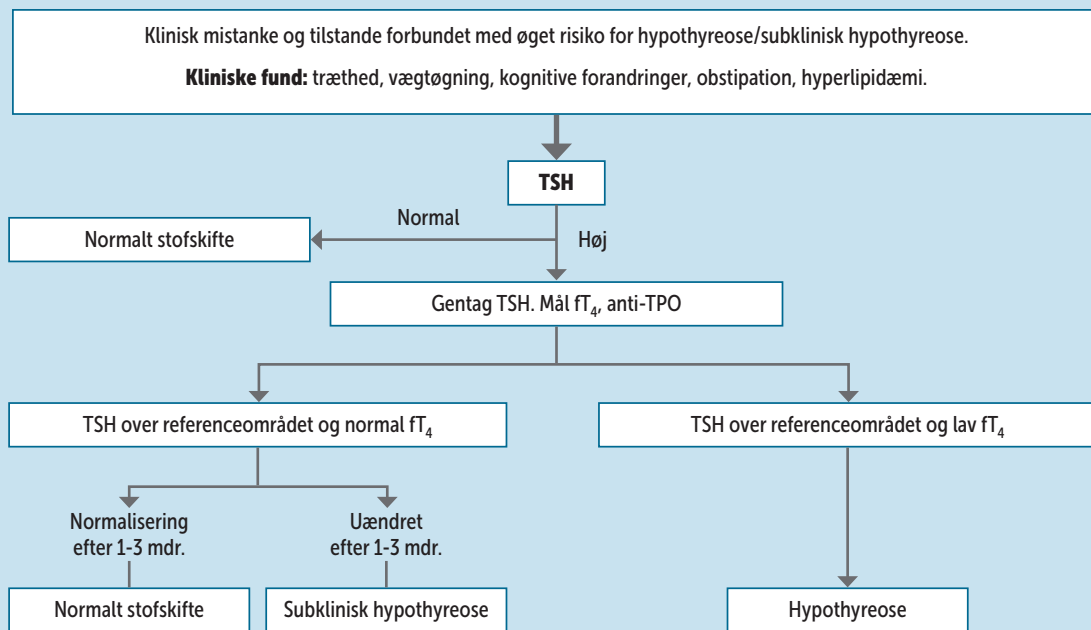 Klinisk mistanke og tilstande forbundet med øget risiko for hypothyreose/subklinisk hypothyreose.
Kliniske fund: træthed, vægtøgning, kognitive forandringer, obstipation, hyperlipidæmi.
TSH
Normal
Normalt stofskifte
Høj
Gentag TSH. Mål fT₄, anti-TPO
TSH over referenceområdet og normal fT₄
TSH over referenceområdet og lav fT₄
Normalisering
efter 1-3 mdr.
Uændret
efter 1-3 mdr.
Normalt stofskifte
Subklinisk hypothyreose
Hypothyreose